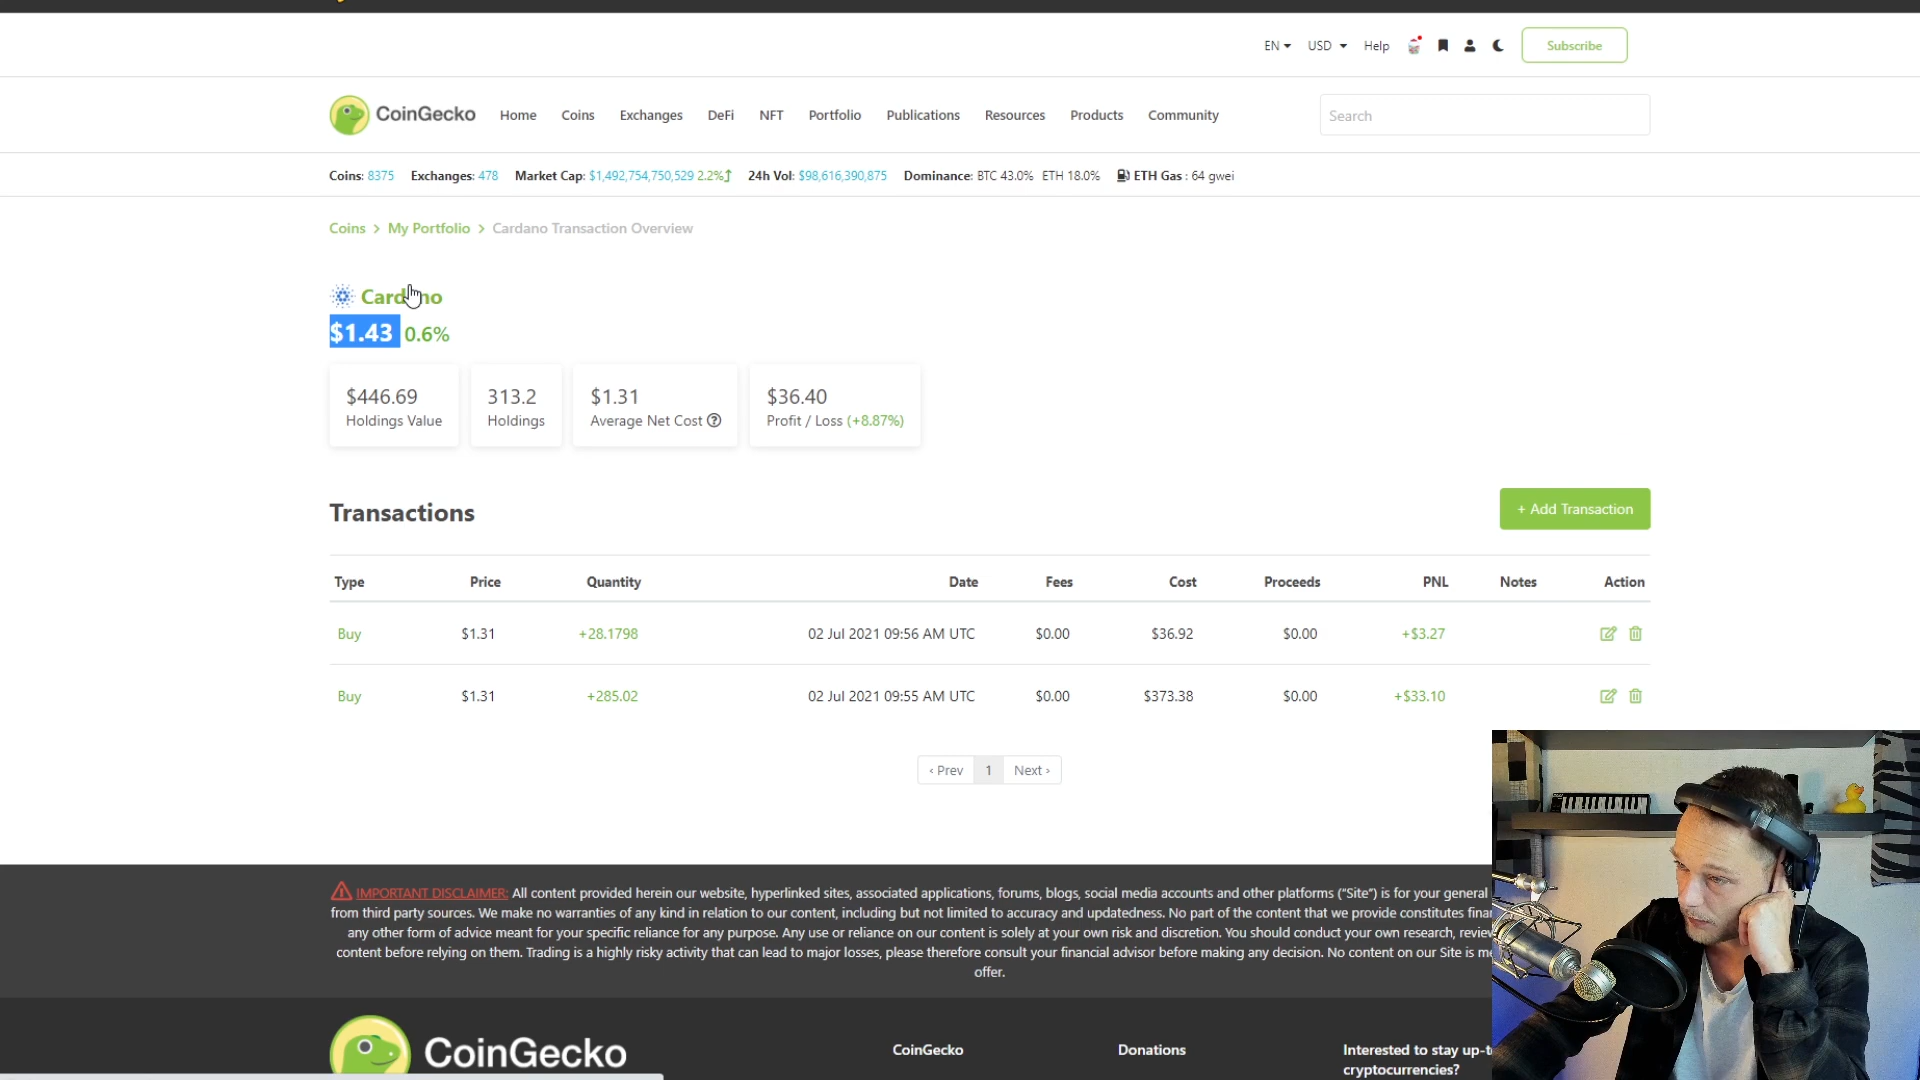 EN USD Help Subscribe
CoinGecko Home Coins Exchanges DeFi NFT Portfolio Publications Resources Products Community Search
Coins: 8375 Exchanges: 478 Market Cap: $1,492,754,750,529 2.2% 24h Vol: $98,616,390,875 Dominance: BTC 43.0% ETH 18.0% ETH Gas : 64 gwei
Coins > My Portfolio > Cardano Transaction Overview
Cardano
$1.43 0.6%
$446.69 313.2 $1.31 $36.40
Holdings Value Holdings Average Net Cost Profit / Loss (+8.87%)
Transactions + Add Transaction
Type Price Quantity Date Fees Cost Proceeds PNL Notes Action
Buy $1.31 +28.1798 02 Jul 2021 09:56 AM UTC $0.00 $36.92 $0.00 +$3.27
Buy $1.31 +285.02 02 Jul 2021 09:55 AM UTC $0.00 $373.38 $0.00 +$33.10
‹ Prev 1 Next ›
IMPORTANT DISCLAIMER: All content provided herein our website, hyperlinked sites, associated applications, forums, blogs, social media accounts and other platforms ("Site") is for your general
from third party sources. We make no warranties of any kind in relation to our content, including but not limited to accuracy and updatedness. No part of the content that we provide constitutes
any other form of advice meant for your specific reliance for any purpose. Any use or reliance on our content is solely at your own risk and discretion. You should conduct your own research,
content before relying on them. Trading is a highly risky activity that can lead to major losses, please therefore consult your financial advisor before making any decision. No content on our Site is
offer.
CoinGecko CoinGecko Donations Interested to stay
cryptocurrencies?